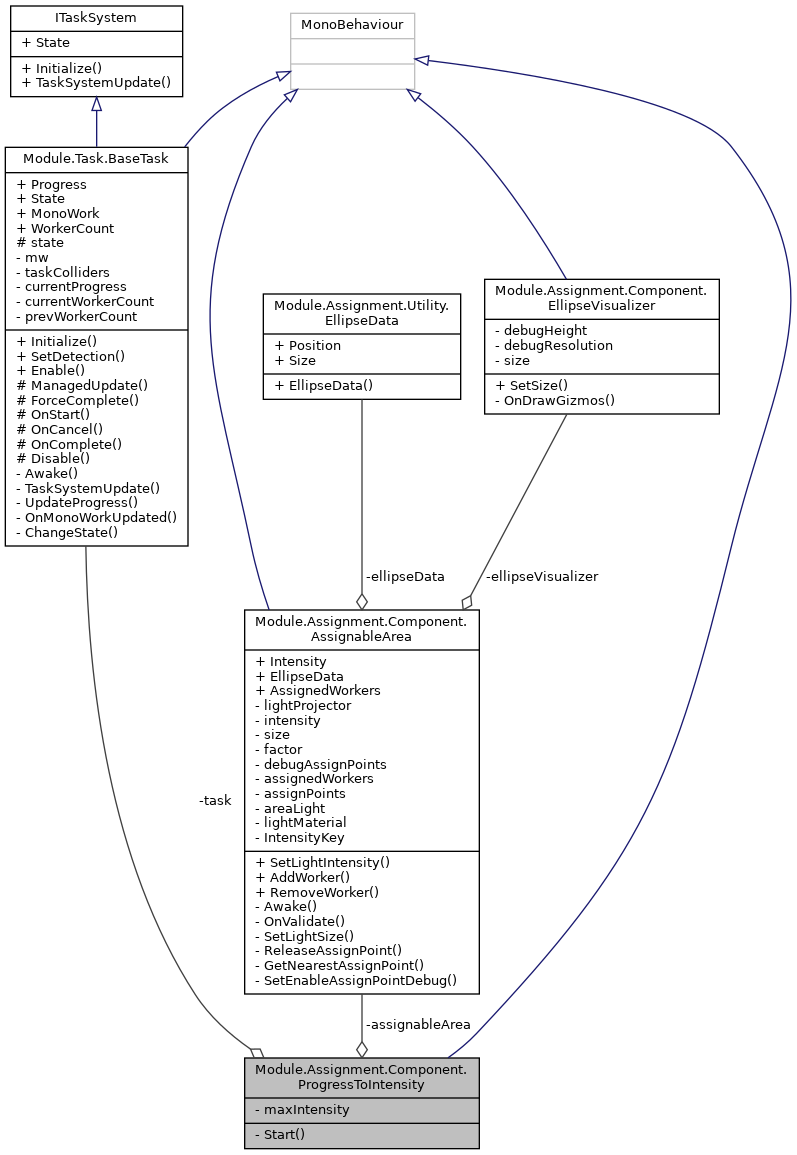 ITaskSystem
+ State
+ Initialize()
+ TaskSystemUpdate()
MonoBehaviour
Module.Task.BaseTask
+ Progress
+ State
+ MonoWork
+ WorkerCount
# state
- mw
- taskColliders
- currentProgress
- currentWorkerCount
- prevWorkerCount
+ Initialize()
+ SetDetection()
+ Enable()
# ManagedUpdate()
# ForceComplete()
# OnStart()
# OnCancel()
# OnComplete()
# Disable()
- Awake()
- TaskSystemUpdate()
- UpdateProgress()
- OnMonoWorkUpdated()
- ChangeState()
Module.Assignment.Utility.
EllipseData
+ Position
+ Size
+ EllipseData()
Module.Assignment.Component.
EllipseVisualizer
- debugHeight
- debugResolution
- size
+ SetSize()
- OnDrawGizmos()
-ellipseData
-ellipseVisualizer
Module.Assignment.Component.
AssignableArea
+ Intensity
+ EllipseData
+ AssignedWorkers
- lightProjector
- intensity
- size
- factor
- debugAssignPoints
- assignedWorkers
- assignPoints
- areaLight
- lightMaterial
- IntensityKey
+ SetLightIntensity()
+ AddWorker()
+ RemoveWorker()
- Awake()
- OnValidate()
- SetLightSize()
- ReleaseAssignPoint()
- GetNearestAssignPoint()
- SetEnableAssignPointDebug()
-task
-assignableArea
Module.Assignment.Component.
ProgressToIntensity
- maxIntensity
- Start()